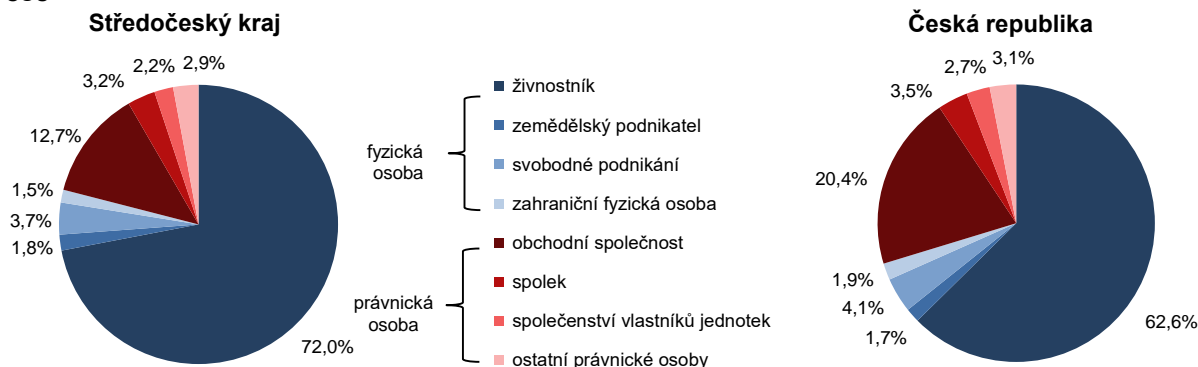 Středočeský kraj
2,9%
2,2%
3,2%
12,7%
1,5%
3,7%
1,8%
72,0%
fyzická
osoba
živnostník
zemědělský podnikatel
svobodné podnikání
zahraniční fyzická osoba
právnická
osoba
obchodní společnost
spolek
společenství vlastníků jednotek
ostatní právnické osoby
Česká republika
3,1%
2,7%
3,5%
20,4%
1,9%
4,1%
1,7%
62,6%